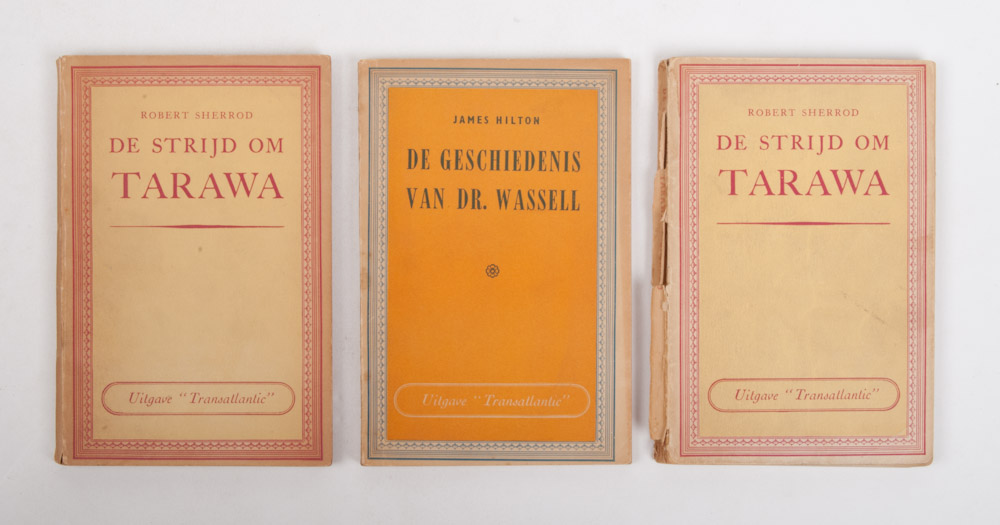 ROBERT SHERROD
DE STRIJD OM
TARAWA
Uitgave "Transatlantic"
JAMES HILTON
DE GESCHIEDENIS
VAN DR. WASSELL
Uitgave "Transatlantic"
ROBERT SHERROD
DE STRIJD OM
TARAWA
Uitgave "Transatlantic"